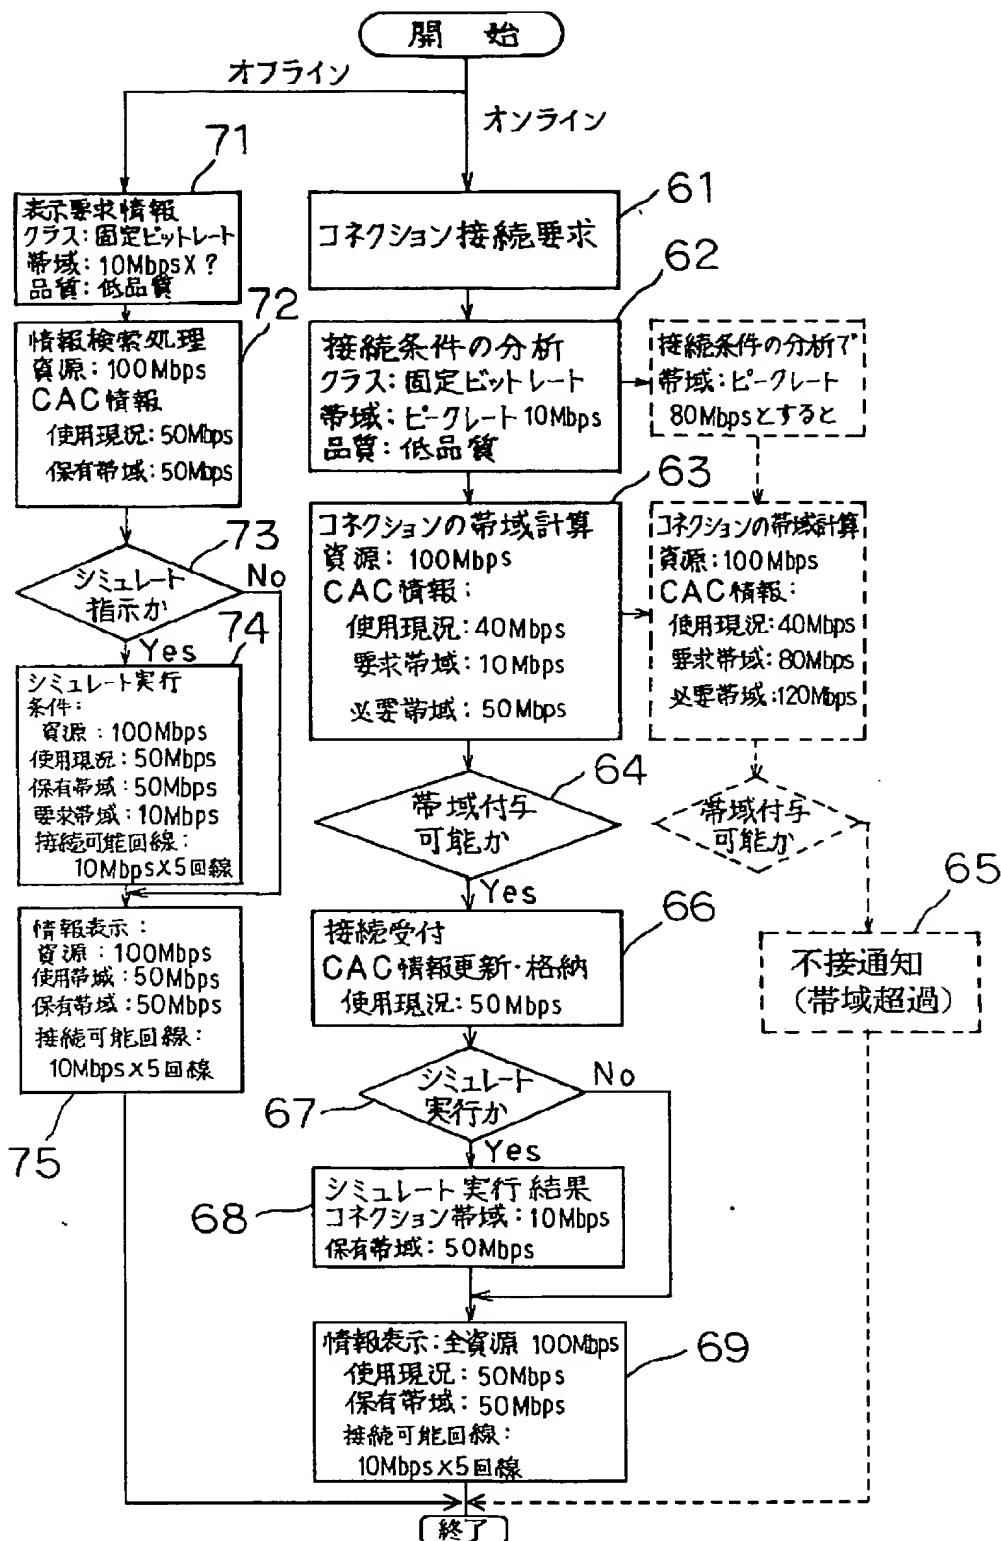 開 始
オフライン
オンライン
71
表示要求情報
クラス:固定ビットレート
帯域:10Mbps×?
品質:低品質
72
情報検索処理
資源:100Mbps
CAC情報
使用現況:50Mbps
保有帯域:50Mbps
73
シミュレート
指示か
No
Yes
74
シミュレート実行
条件:
資源:100Mbps
使用現況:50Mbps
保有帯域:50Mbps
要求帯域:10Mbps
接続可能回線:
10Mbps×5回線
情報表示:
資源:100Mbps
使用帯域:50Mbps
保有帯域:50Mbps
接続可能回線:
10Mbps×5回線
75
61
コネクション接続要求
62
接続条件の分析
クラス:固定ビットレート
帯域:ピークレート10Mbps
品質:低品質
63
コネクションの帯域計算
資源:100Mbps
CAC情報:
使用現況:40Mbps
要求帯域:10Mbps
必要帯域:50Mbps
64
帯域付与
可能か
Yes
66
接続受付
CAC情報更新・格納
使用現況:50Mbps
67
シミュレート
実行か
No
Yes
68
シミュレート実行結果
コネクション帯域:10Mbps
保有帯域:50Mbps
69
情報表示:全資源 100Mbps
使用現況:50Mbps
保有帯域:50Mbps
接続可能回線:
10Mbps×5回線
接続条件の分析で
帯域:ピークレート
80Mbpsとすると
コネクションの帯域計算
資源:100Mbps
CAC情報:
使用現況:40Mbps
要求帯域:80Mbps
必要帯域:120Mbps
帯域付与
可能か
65
不接通知
(帯域超過)
終了